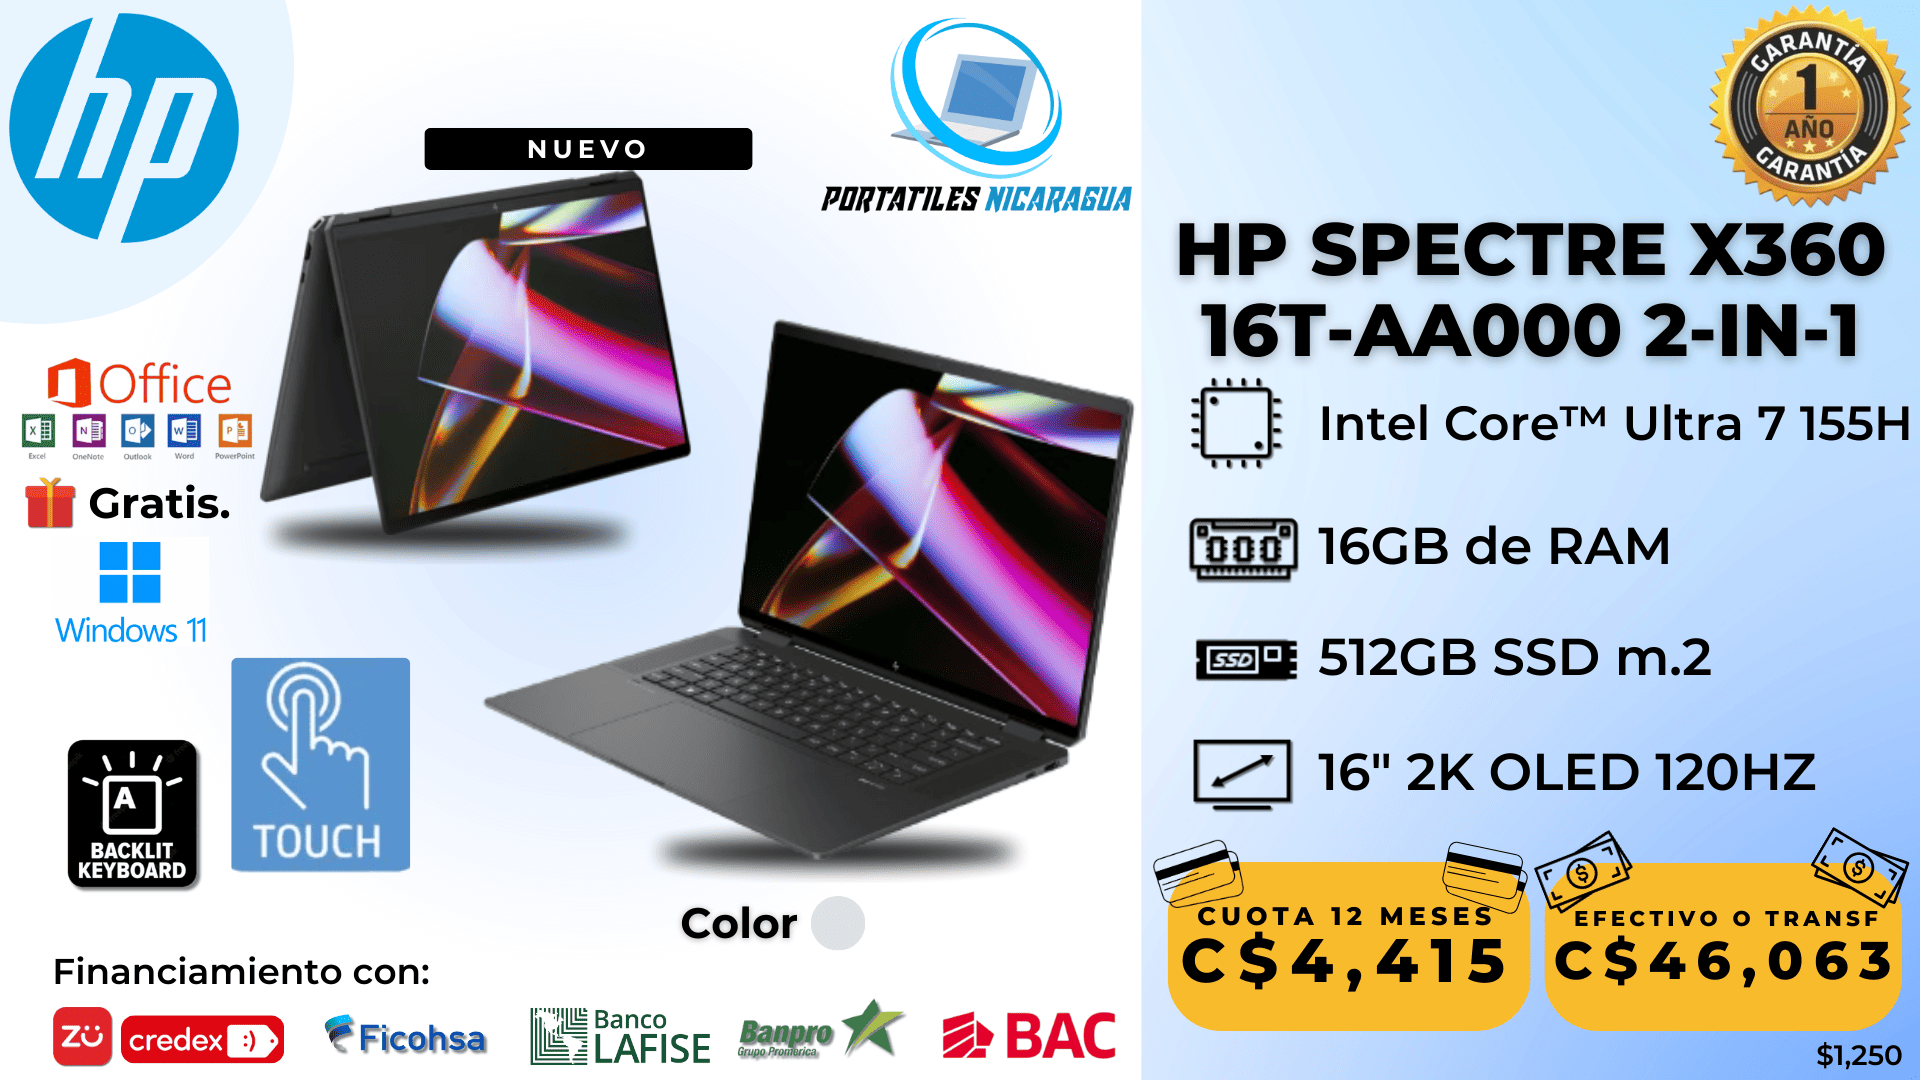 hp
NUEVO
PORTATILES NICARAGUA
GARANTÍA
1
AÑO
GARANTÍA
HP SPECTRE X360
16T-AA000 2-IN-1
Intel Core™ Ultra 7 155H
16GB de RAM
SSD
512GB SSD m.2
16" 2K OLED 120HZ
Office
Excel
OneNote
Outlook
Word
PowerPoint
Gratis.
Windows 11
A
BACKLIT
KEYBOARD
TOUCH
Color
Financiamiento con:
zü
credex :)
Ficohsa
Banco
LAFISE
Banpro
Grupo Promerica
BAC
CUOTA 12 MESES
C$4,415
EFECTIVO O TRANSF
C$46,063
$1,250